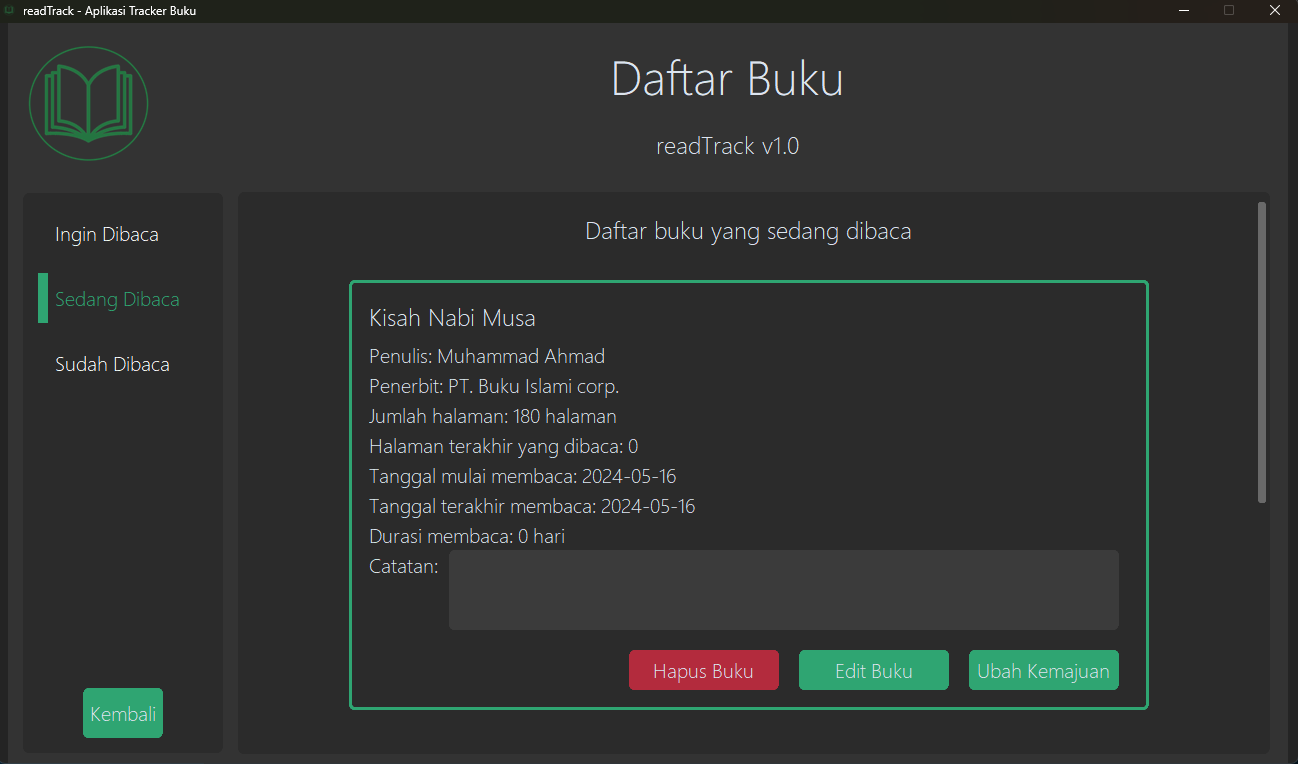 readTrack - Aplikasi Tracker Buku
Daftar Buku
readTrack v1.0
Ingin Dibaca
Sedang Dibaca
Sudah Dibaca
Kembali
Daftar buku yang sedang dibaca
Kisah Nabi Musa
Penulis: Muhammad Ahmad
Penerbit: PT. Buku Islami corp.
Jumlah halaman: 180 halaman
Halaman terakhir yang dibaca: 0
Tanggal mulai membaca: 2024-05-16
Tanggal terakhir membaca: 2024-05-16
Durasi membaca: 0 hari
Catatan:
Hapus Buku
Edit Buku
Ubah Kemajuan